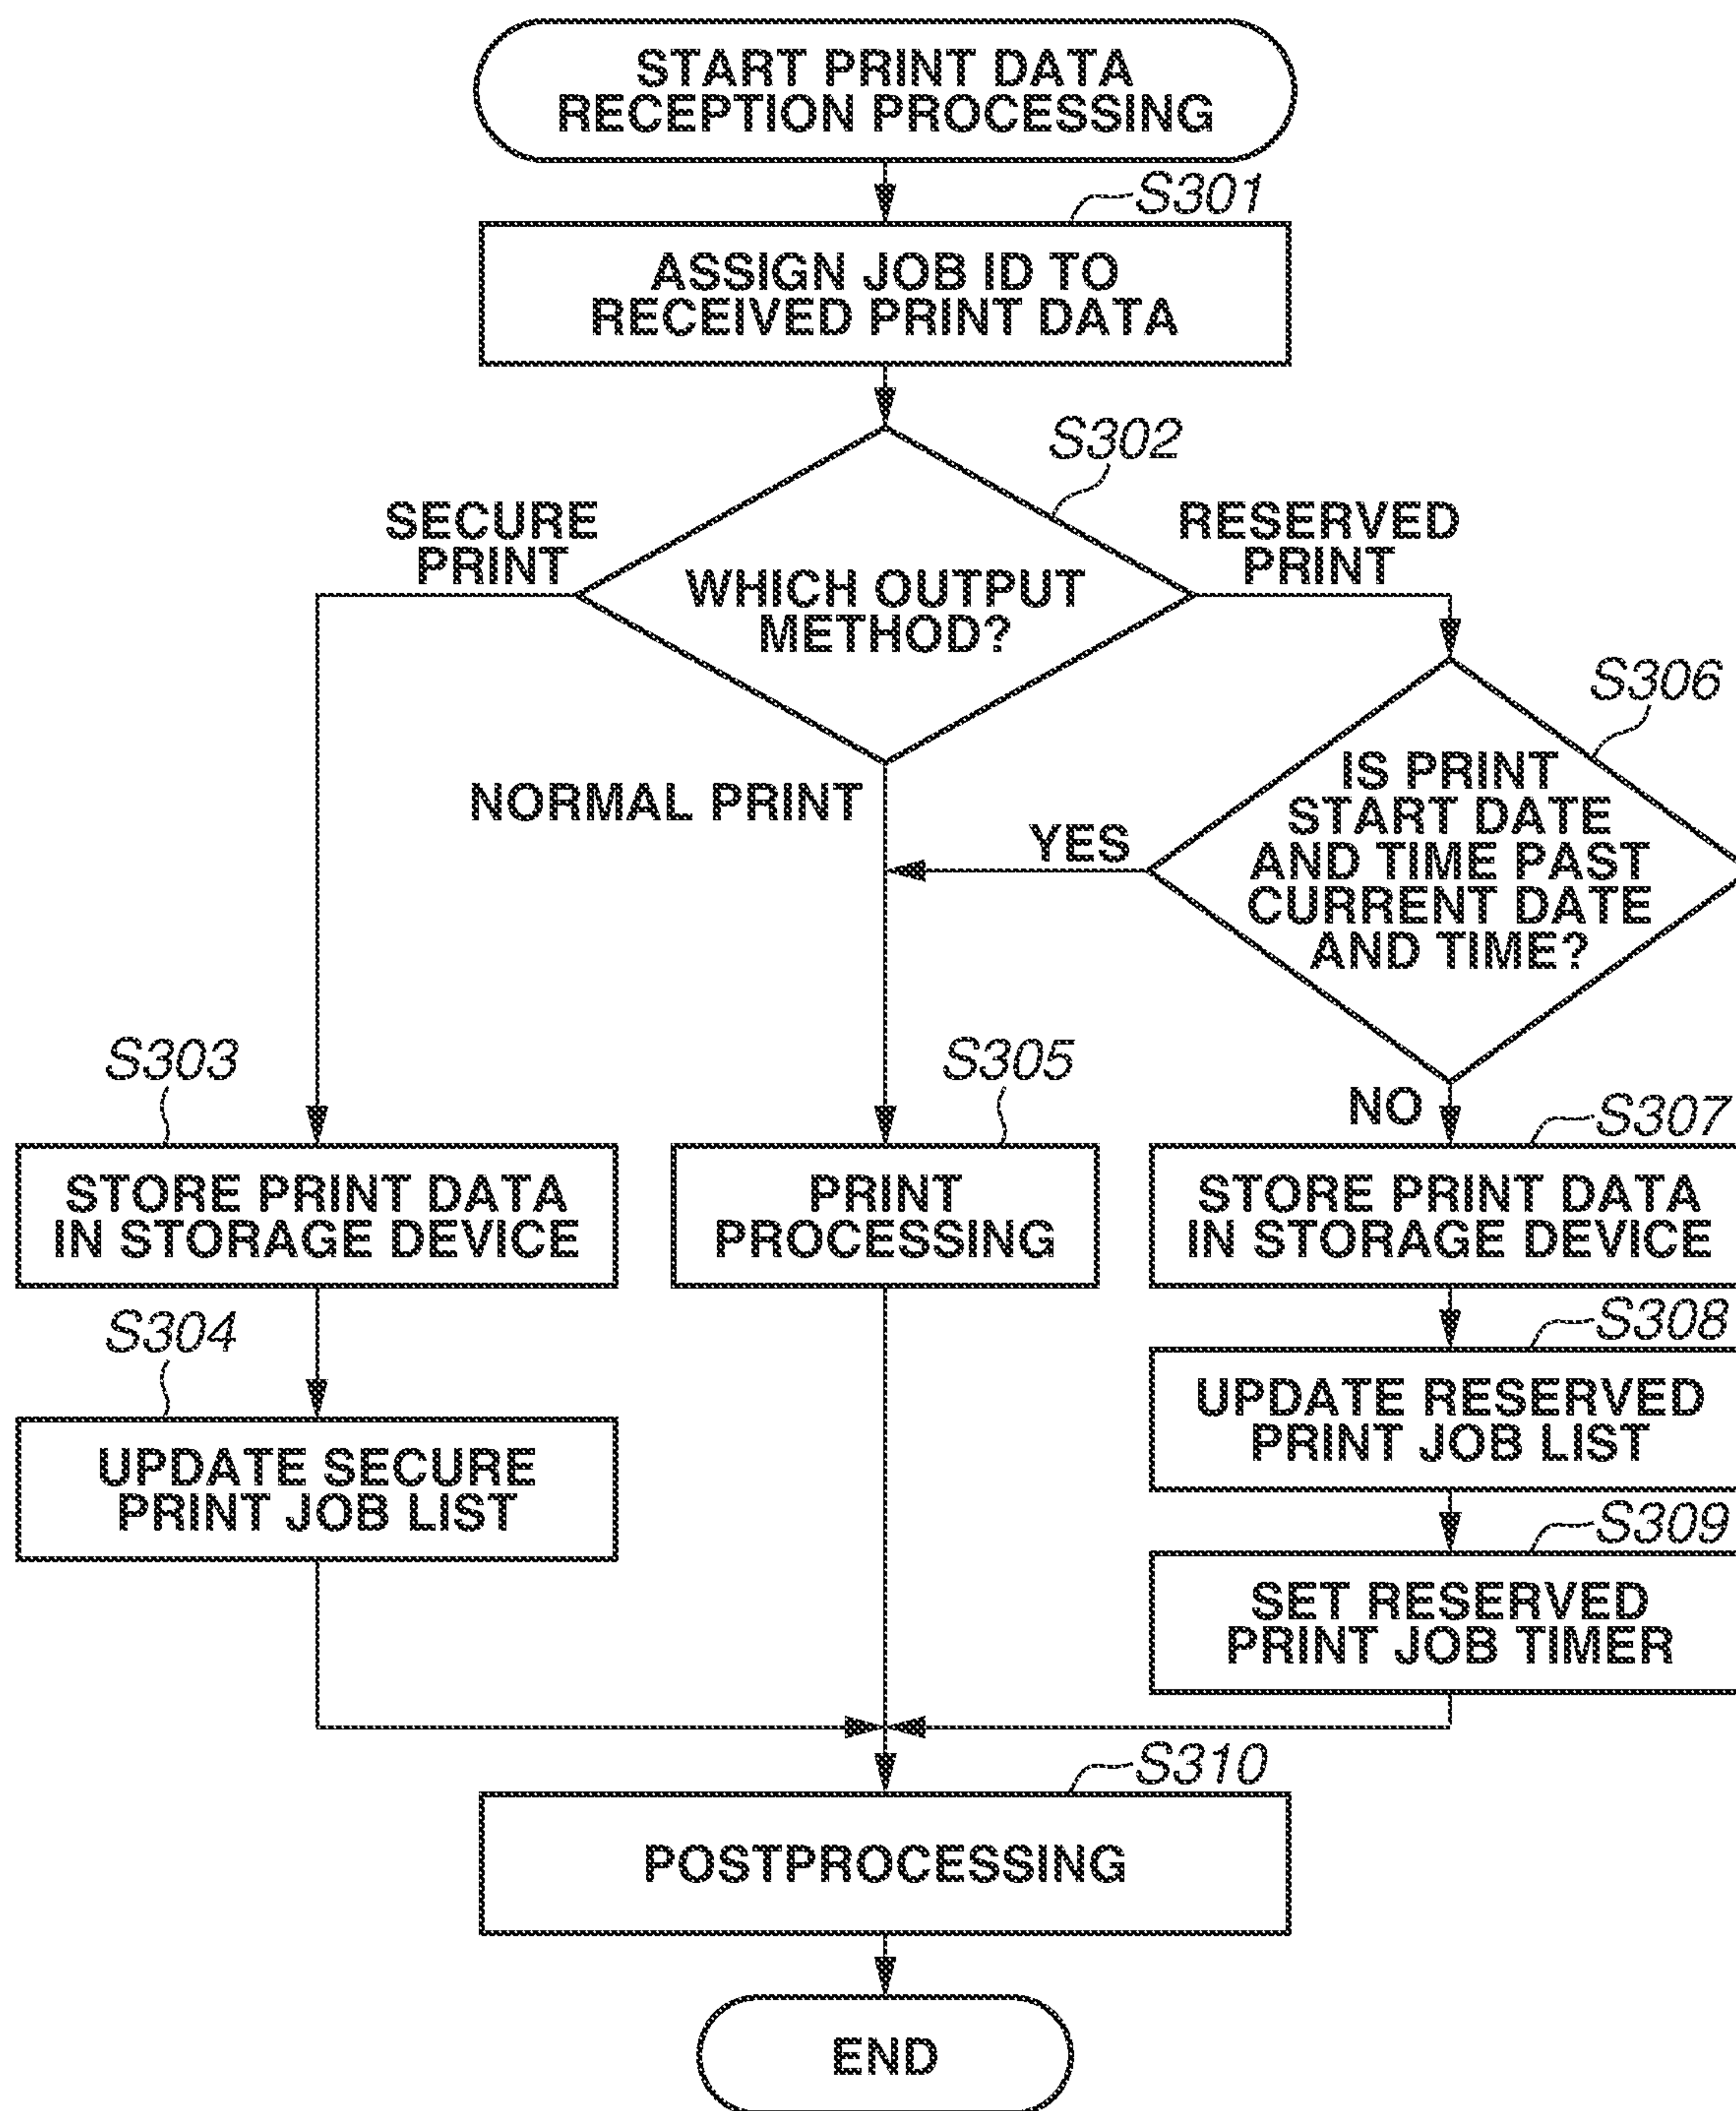 START PRINT DATA
RECEPTION PROCESSING
S301
ASSIGN JOB ID TO
RECEIVED PRINT DATA
S302
SECURE
PRINT
RESERVED
PRINT
WHICH OUTPUT
METHOD?
S306
NORMAL PRINT
YES
IS PRINT
START DATE
AND TIME PAST
CURRENT DATE
AND TIME?
NO
S303
STORE PRINT DATA
IN STORAGE DEVICE
S305
PRINT
PROCESSING
S307
STORE PRINT DATA
IN STORAGE DEVICE
S304
UPDATE SECURE
PRINT JOB LIST
S308
UPDATE RESERVED
PRINT JOB LIST
S309
SET RESERVED
PRINT JOB TIMER
S310
POSTPROCESSING
END